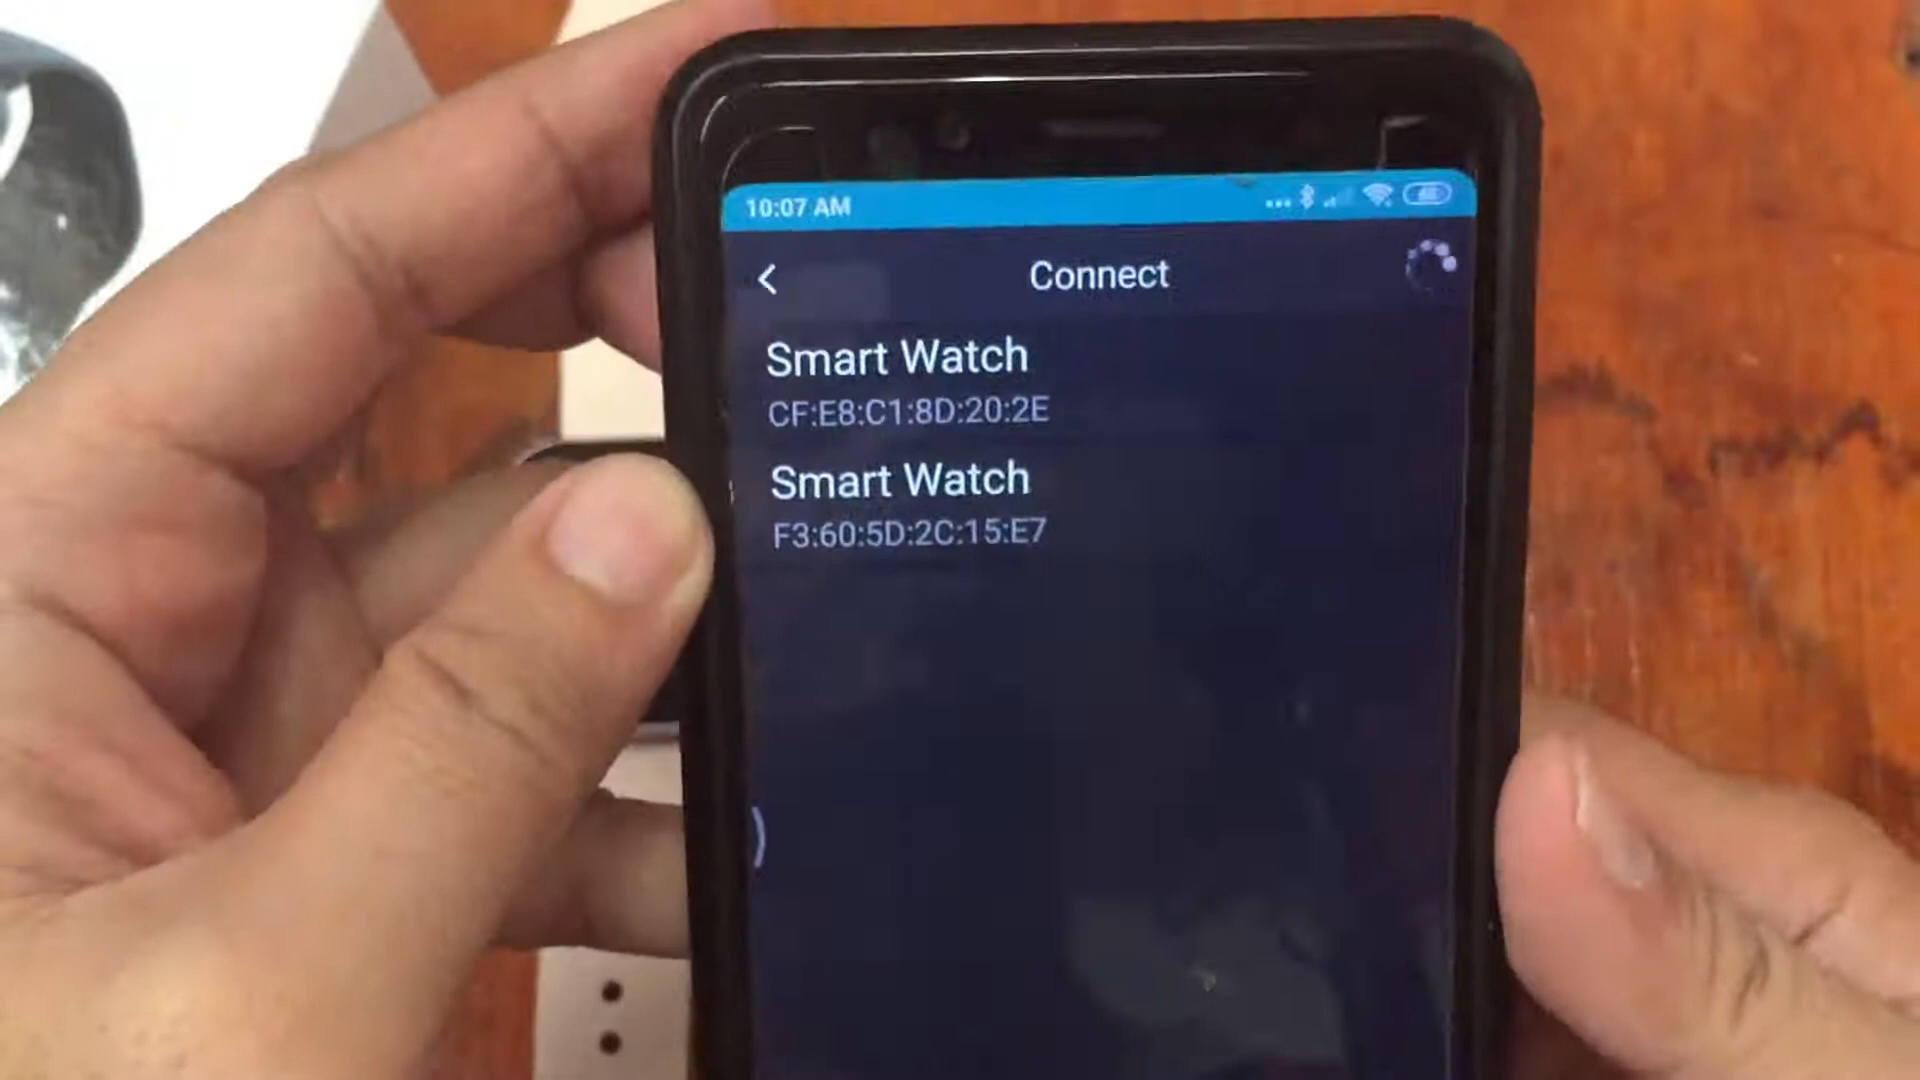 10:07 AM
Connect
Smart Watch
CF:E8:C1:8D:20:2E
Smart Watch
F3:60:5D:2C:15:E7